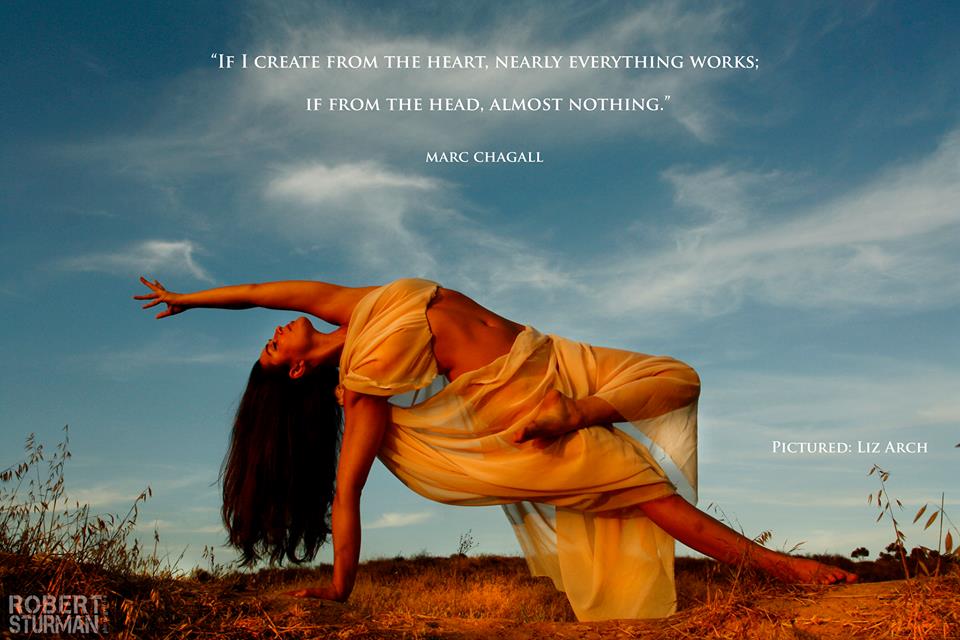 “If I create from the heart, nearly everything works;
if from the head, almost nothing.”
marc chagall
Pictured: Liz Arch
ROBERT
STURMAN